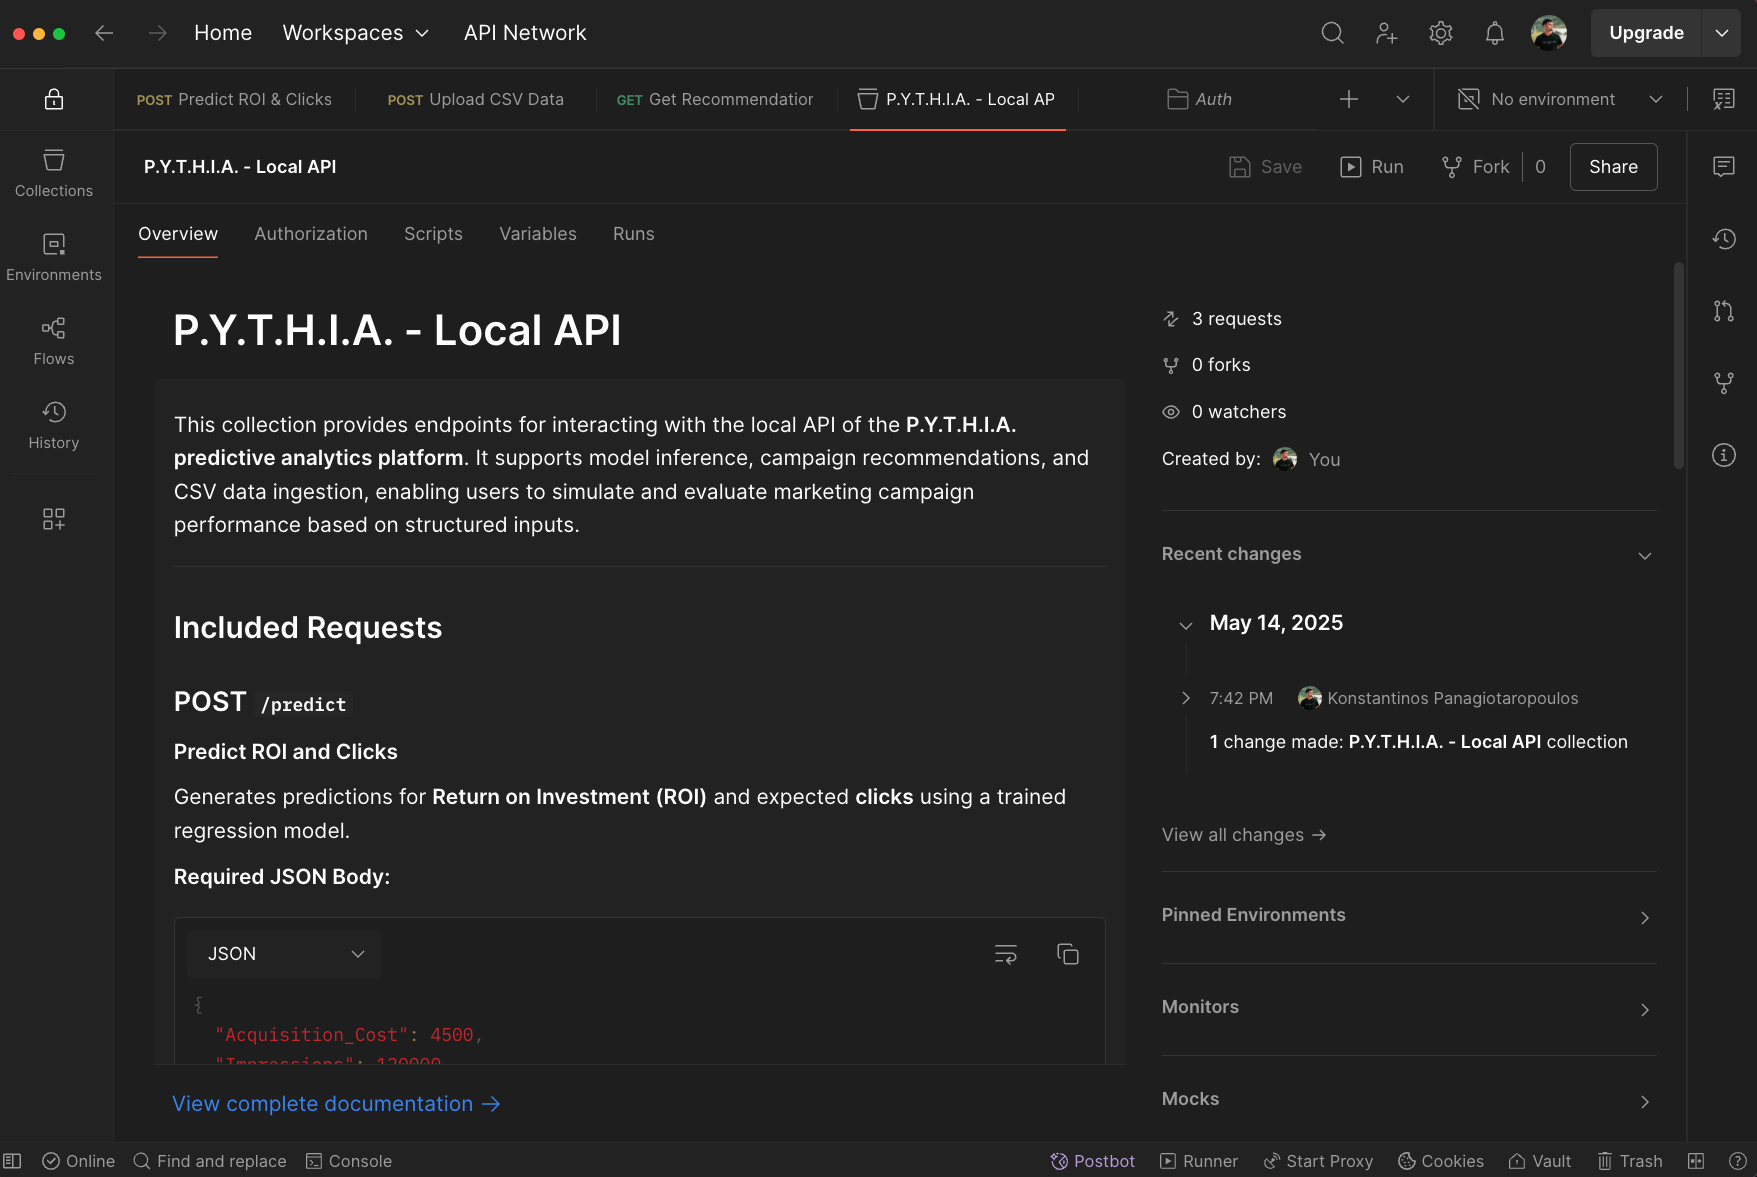 Home Workspaces API Network Upgrade
POST Predict ROI & Clicks POST Upload CSV Data GET Get Recommendatior P.Y.T.H.I.A. - Local AP Auth No environment
P.Y.T.H.I.A. - Local API Save Run Fork 0 Share
Collections
Environments
Flows
History
Overview Authorization Scripts Variables Runs
P.Y.T.H.I.A. - Local API
This collection provides endpoints for interacting with the local API of the P.Y.T.H.I.A.
predictive analytics platform. It supports model inference, campaign recommendations, and
CSV data ingestion, enabling users to simulate and evaluate marketing campaign
performance based on structured inputs.
Included Requests
POST /predict
Predict ROI and Clicks
Generates predictions for Return on Investment (ROI) and expected clicks using a trained
regression model.
Required JSON Body:
JSON
{
"Acquisition_Cost": 4500,
"Impressions": 120000
View complete documentation →
3 requests
0 forks
0 watchers
Created by: You
Recent changes
May 14, 2025
7:42 PM Konstantinos Panagiotaropoulos
1 change made: P.Y.T.H.I.A. - Local API collection
View all changes →
Pinned Environments
Monitors
Mocks
Online Find and replace Console Postbot Runner Start Proxy Cookies Vault Trash